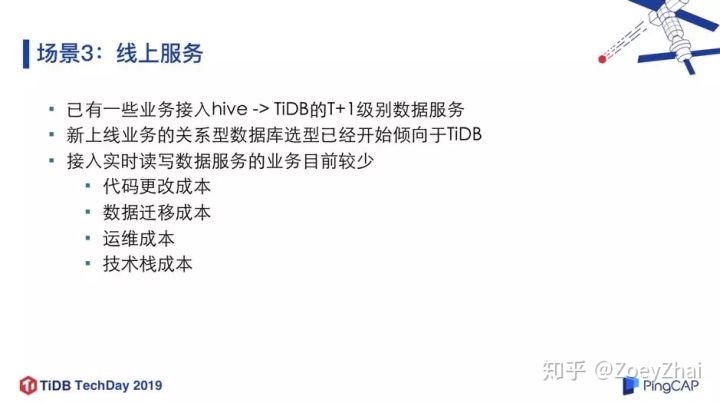 场景3：线上服务
▪ 已有一些业务接入hive -> TiDB的T+1级别数据服务
▪ 新上线业务的关系型数据库选型已经开始倾向于TiDB
▪ 接入实时读写数据服务的业务目前较少
▪ 代码更改成本
▪ 数据迁移成本
▪ 运维成本
▪ 技术栈成本
TiDB TechDay 2019
知乎 @ZoeyZhai
PingCAP